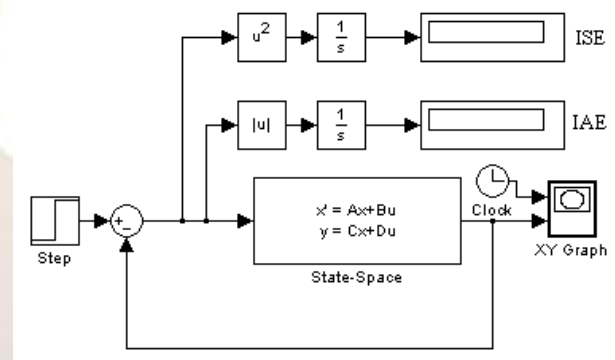 u²
1
s
ISE
|u|
1
s
IAE
+
-
x' = Ax+Bu
y = Cx+Du
Clock
XY Graph
Step
State-Space